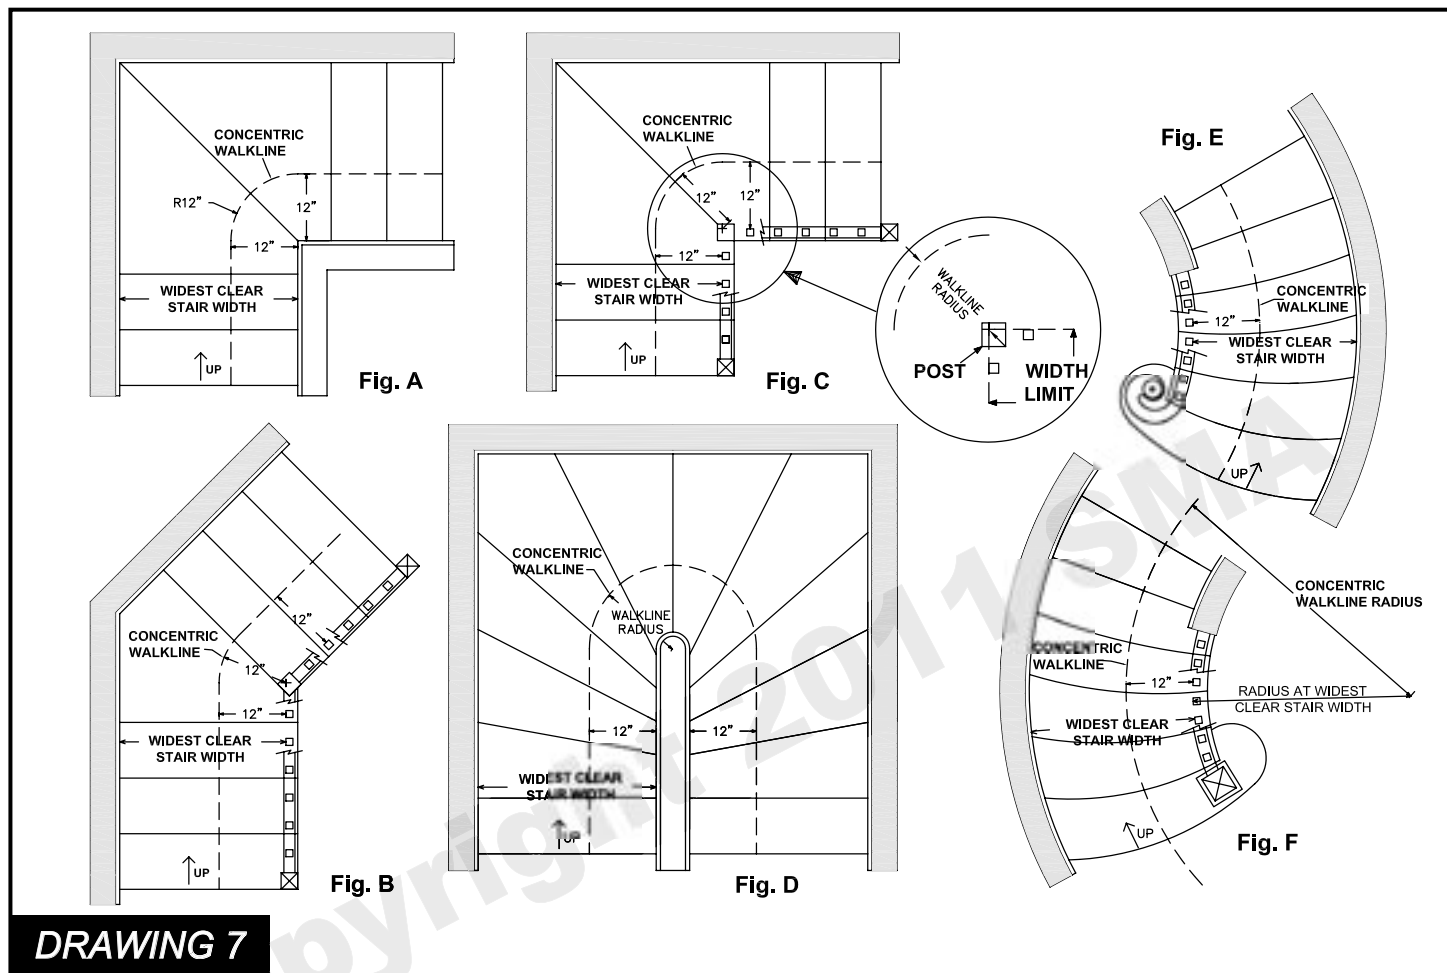 CONCENTRIC
WALKLINE
R12"
12"
12"
WIDEST CLEAR
STAIR WIDTH
UP
Fig. A
CONCENTRIC
WALKLINE
12"
12"
12"
WIDEST CLEAR
STAIR WIDTH
UP
Fig. C
WALKLINE
RADIUS
POST
WIDTH
LIMIT
Fig. E
CONCENTRIC
WALKLINE
12"
WIDEST CLEAR
STAIR WIDTH
UP
CONCENTRIC
WALKLINE
12"
12"
12"
WIDEST CLEAR
STAIR WIDTH
UP
Fig. B
CONCENTRIC
WALKLINE
WALKLINE
RADIUS
12"
12"
WIDEST CLEAR
STAIR WIDTH
UP
Fig. D
CONCENTRIC
WALKLINE RADIUS
CONCENTRIC
WALKLINE
12"
RADIUS AT WIDEST
CLEAR STAIR WIDTH
WIDEST CLEAR
STAIR WIDTH
UP
Fig. F
pyright 2011 SMA
DRAWING 7